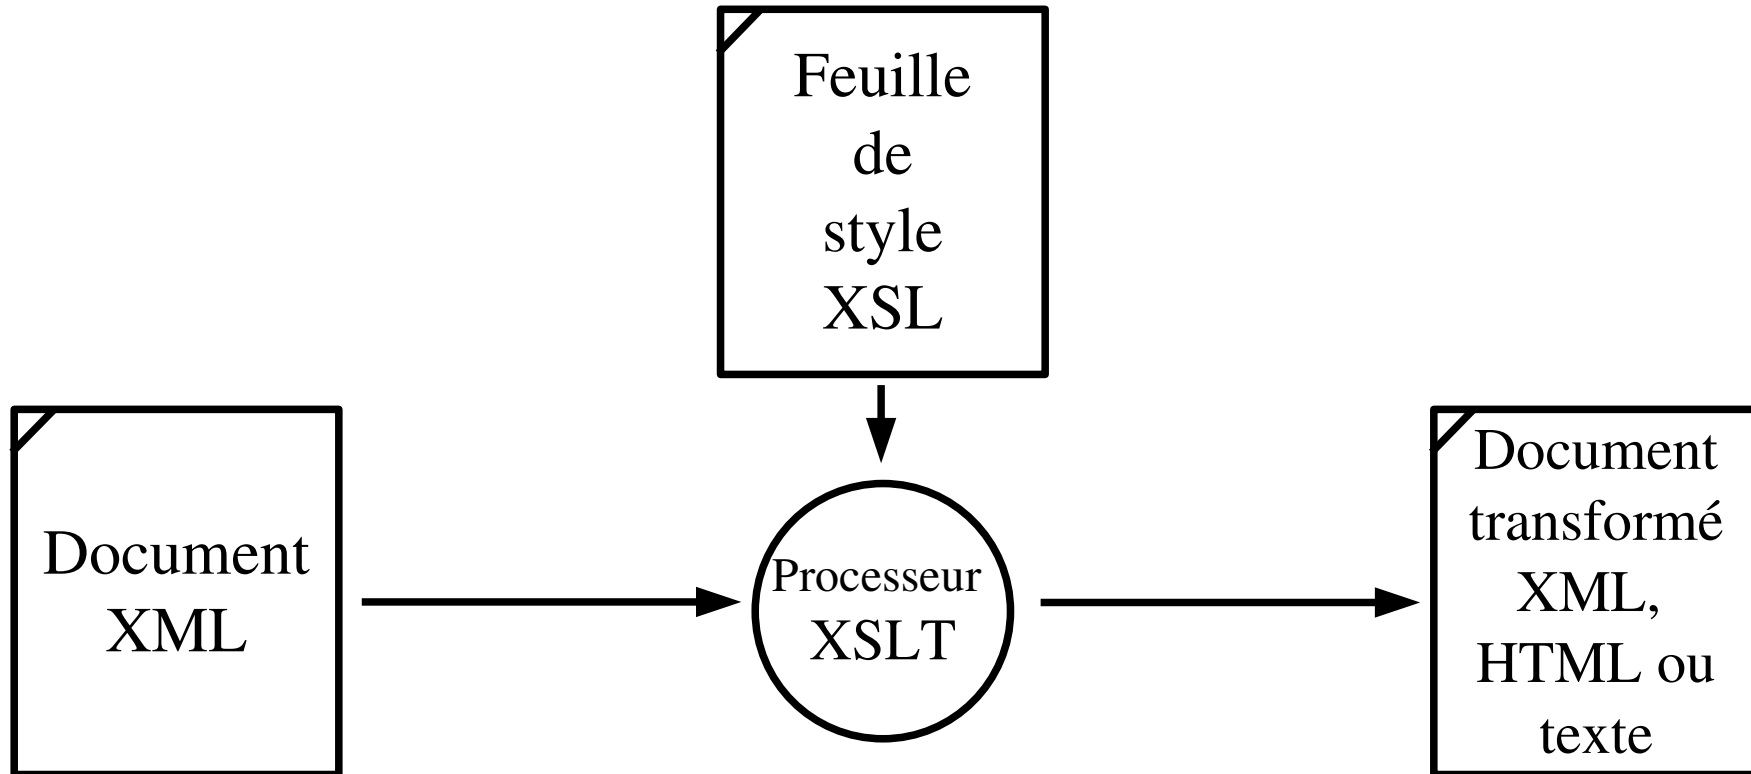 Feuille
de
style
XSL
Document
XML
Processeur
XSLT
Document
transformé
XML,
HTML ou
texte